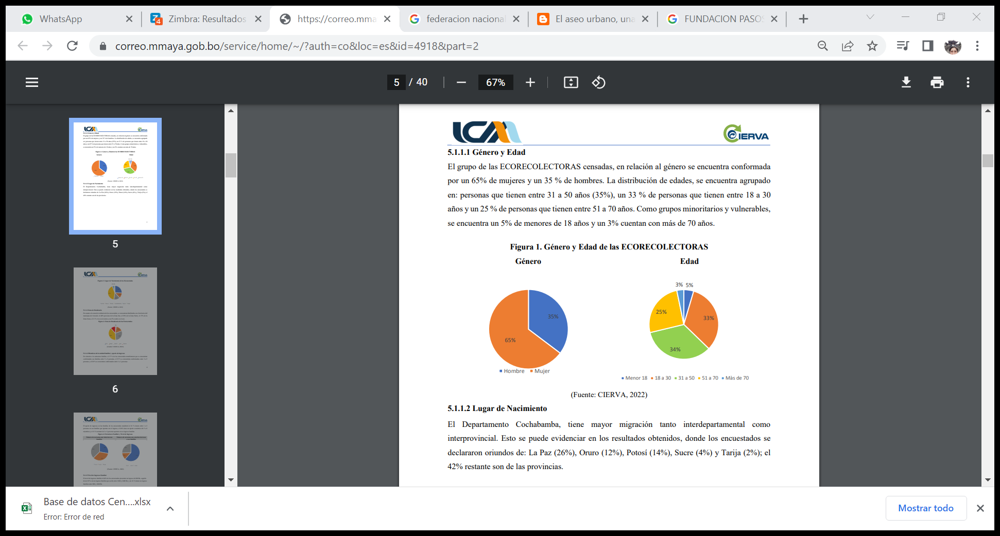 WhatsApp
Zimbra: Resultados
https://correo.mma
federacion nacional
El aseo urbano, una
FUNDACION PASOS
correo.mmaya.gob.bo/service/home/~/?auth=co&loc=es&id=4918&part=2
5 / 40
67%
5
6
ICM
CIERVA
5.1.1.1 Género y Edad
El grupo de las ECORECOLECTORAS censadas, en relación al género se encuentra conformada
por un 65% de mujeres y un 35 % de hombres. La distribución de edades, se encuentra agrupado
en: personas que tienen entre 31 a 50 años (35%), un 33 % de personas que tienen entre 18 a 30
años y un 25 % de personas que tienen entre 51 a 70 años. Como grupos minoritarios y vulnerables,
se encuentra un 5% de menores de 18 años y un 3% cuentan con más de 70 años.
Figura 1. Género y Edad de las ECORECOLECTORAS
Género
Edad
35%
65%
Hombre Mujer
3% 5%
25%
33%
34%
Menor 18 18 a 30 31 a 50 51 a 70 Màs de 70
(Fuente: CIERVA, 2022)
5.1.1.2 Lugar de Nacimiento
El Departamento Cochabamba, tiene mayor migración tanto interdepartamental como
interprovincial. Esto se puede evidenciar en los resultados obtenidos, donde los encuestados se
declararon oriundos de: La Paz (26%), Oruro (12%), Potosí (14%), Sucre (4%) y Tarija (2%); el
42% restante son de las provincias.
Base de datos Cen....xlsx
Error: Error de red
Mostrar todo